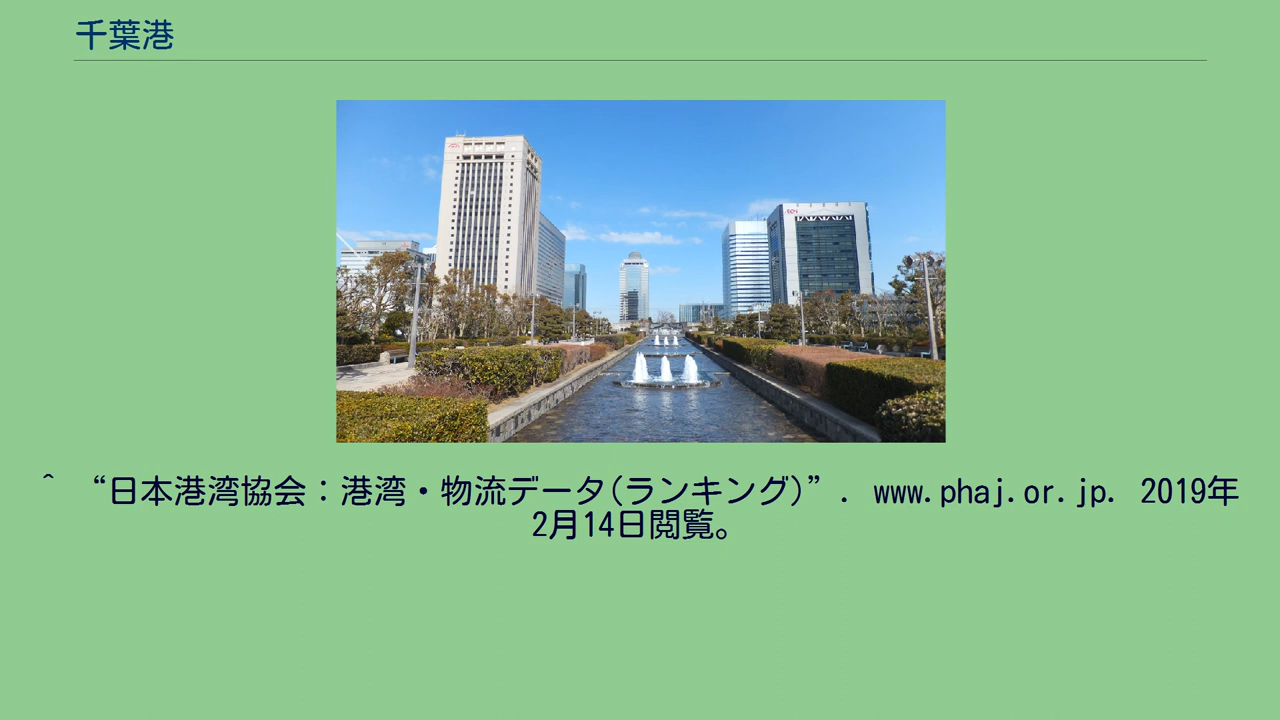 千葉港
^ “日本港湾協会：港湾・物流データ(ランキング)”. www.phaj.or.jp. 2019年
2月14日閲覧。